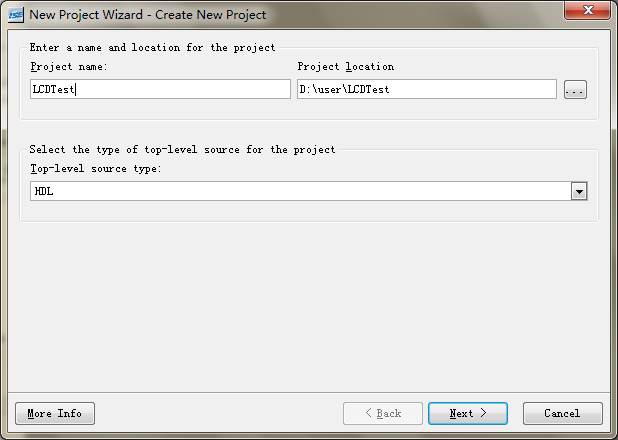 ISE New Project Wizard - Create New Project
Enter a name and location for the project
Project name: Project Location
LCDTest D:\user\LCDTest ...
Select the type of top-level source for the project
Top-level source type:
HDL
More Info < Back Next > Cancel